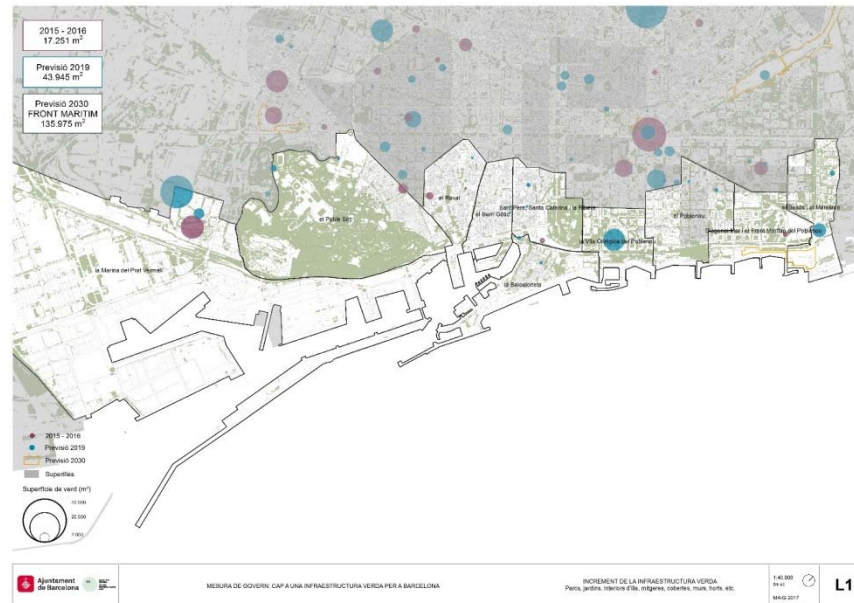 2015 - 2016
17.251 m²
Previsió 2019
43.945 m²
Previsió 2030
FRONT MARÍTIM
135.975 m²
el Poble Sec
el Raval
el Barri Gòtic
Sant Pere, Santa Caterina i la Ribera
la Vila Olímpica del Poblenou
el Poblenou
Diagonal Mar i el Front Marítim del Poblenou
el Besòs i el Maresme
la Marina del Prat Vermell
la Barceloneta
2015 - 2016
Previsió 2019
Previsió 2030
Superilles
Superfície de verd (m²)
Ajuntament
de Barcelona
MESURA DE GOVERN: CAP A UNA INFRAESTRUCTURA VERDA PER A BARCELONA
INCREMENT DE LA INFRAESTRUCTURA VERDA
Parcs, jardins, interiors d'illa, mitgeres, cobertes, murs, horts, etc.
1:40.000
MAIG 2017
L1